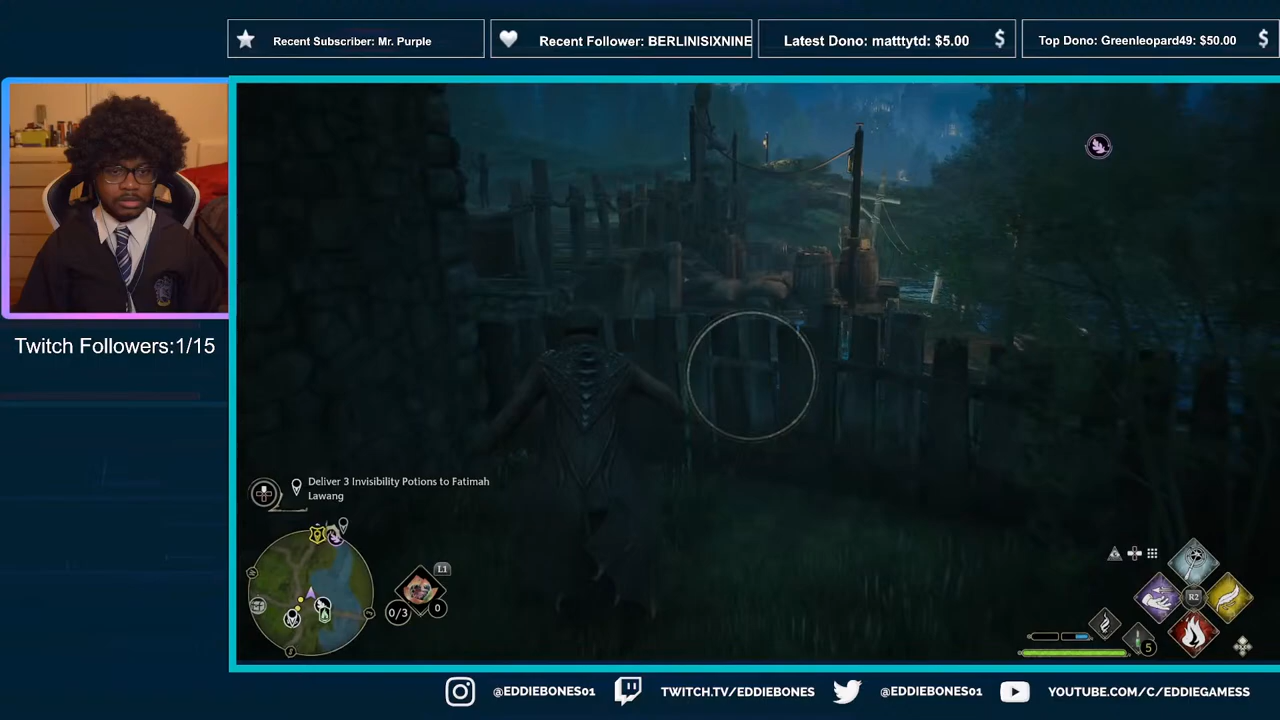 Recent Subscriber: Mr. Purple
Recent Follower: BERLINISIXNINE
Latest Dono: matttytd: $5.00 $
Top Dono: Greenleopard49: $50.00 $
Twitch Followers:1/15
Deliver 3 Invisibility Potions to Fatimah
Lawang
L1
0/3
0
R2
5
@EDDIEBONES01
TWITCH.TV/EDDIEBONES
@EDDIEBONES01
YOUTUBE.COM/C/EDDIEGAMESS